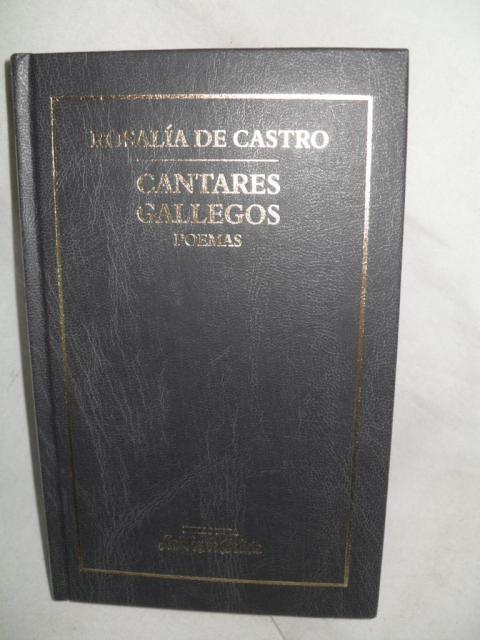 ROSALÍA DE CASTRO
CANTARES
GALLEGOS
POEMAS